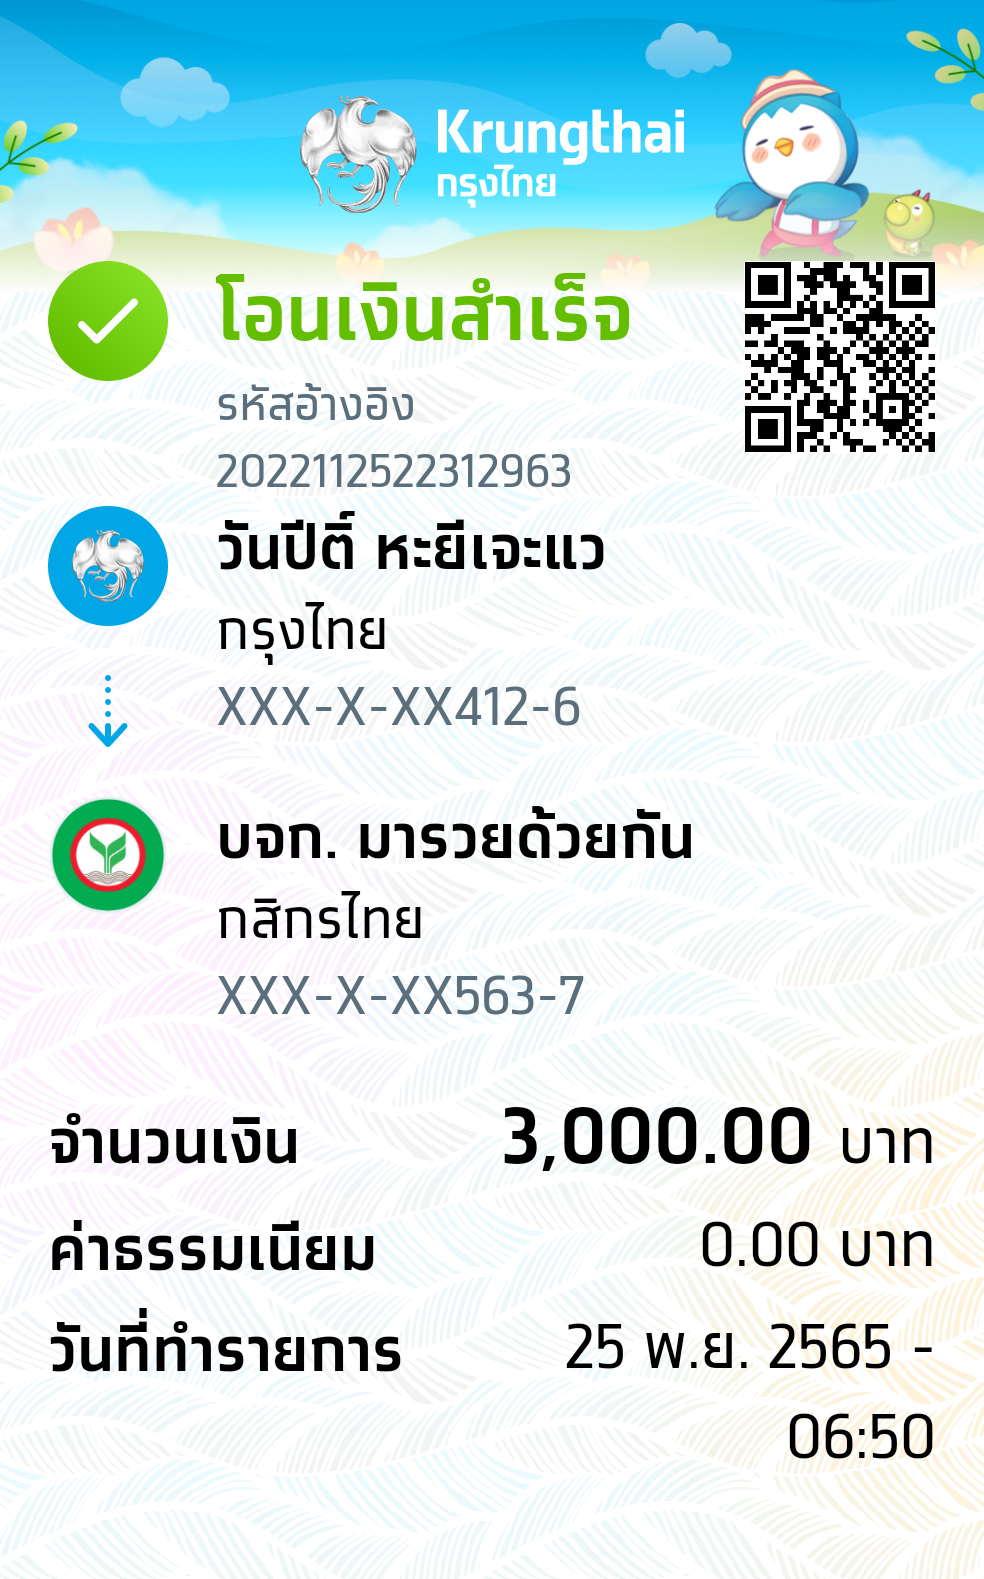 Krungthai
กรุงไทย
โอนเงินสำเร็จ
รหัสอ้างอิง
2022112522312963
วันปีติ์ หะยีเจะแว
กรุงไทย
XXX-X-XX412-6
บจก. มารวยด้วยกัน
กสิกรไทย
XXX-X-XX563-7
จำนวนเงิน 3,000.00 บาท
ค่าธรรมเนียม 0.00 บาท
วันที่ทำรายการ 25 พ.ย. 2565 -
06:50